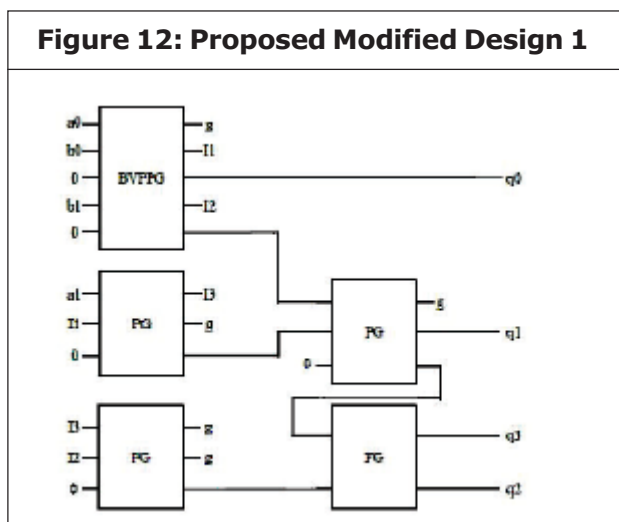 Figure 12: Proposed Modified Design 1
a0 g
b0 I1
0 BVPPG q0
b1 I2
0
a1 I3 g
I1 PG g PG q1
0 0
I3 g q3
I2 PG g FG
0 q2